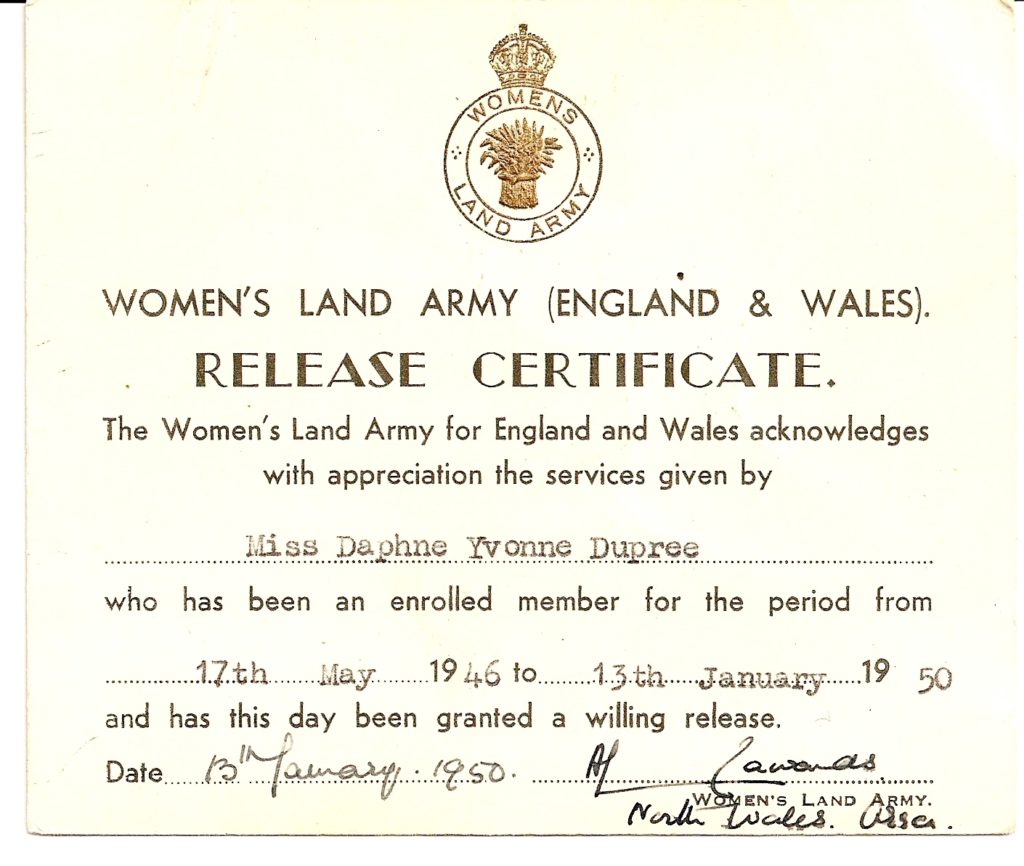 WOMENS
LAND ARMY
WOMEN'S LAND ARMY (ENGLAND & WALES).
RELEASE CERTIFICATE.
The Women's Land Army for England and Wales acknowledges
with appreciation the services given by
Miss Daphne Yvonne Dupree
who has been an enrolled member for the period from
17th May 1946 to 13th January 1950
and has this day been granted a willing release.
Date 13th January. 1950.
WOMEN'S LAND ARMY.
North Wales.